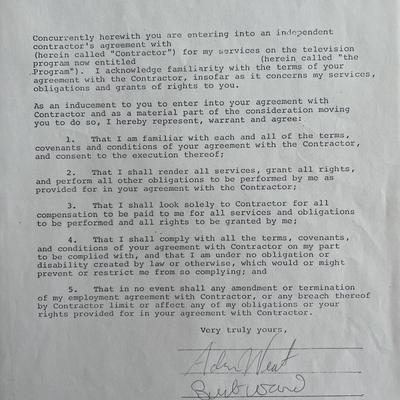 Concurrently herewith you are entering into an independent
contractor's agreement with
(herein called "Contractor") for my services on the television
program now entitled (herein called "the
Program"). I acknowledge familiarity with the terms of your
agreement with the Contractor, insofar as it concerns my services,
obligations and grants of rights to you.
As an inducement to you to enter into your agreement with
Contractor and as a material part of the consideration moving
you to do so, I hereby represent, warrant and agree:
1. That I am familiar with each and all of the terms,
covenants and conditions of your agreement with the Contractor,
and consent to the execution thereof;
2. That I shall render all services, grant all rights,
and perform all other obligations to be performed by me as
provided for in your agreement with the Contractor;
3. That I shall look solely to Contractor for all
compensation to be paid to me for all services and obligations
to be performed and all rights to be granted by me;
4. That I shall comply with all the terms, covenants,
and conditions of your agreement with Contractor on my part
to be complied with, and that I am under no obligation or
disability created by law or otherwise, which would or might
prevent or restrict me from so complying; and
5. That in no event shall any amendment or termination
of my employment agreement with Contractor, or any breach thereof
by Contractor limit or affect any of my obligations or your
rights provided for in your agreement with Contractor.
Very truly yours,
Adam West
Burt Ward